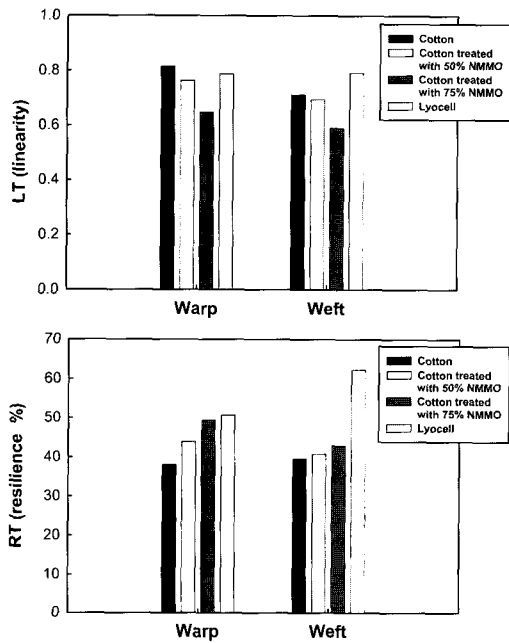 1.0
0.8
0.6
0.4
0.2
0.0
LT (linearity)
Warp
Weft
Cotton
Cotton treated
with 50% NMMO
Cotton treated
with 75% NMMO
Lyocell
70
60
50
40
30
20
10
0
RT (resilience %)
Warp
Weft
Cotton
Cotton treated
with 50% NMMO
Cotton treated
with 75% NMMO
Lyocell